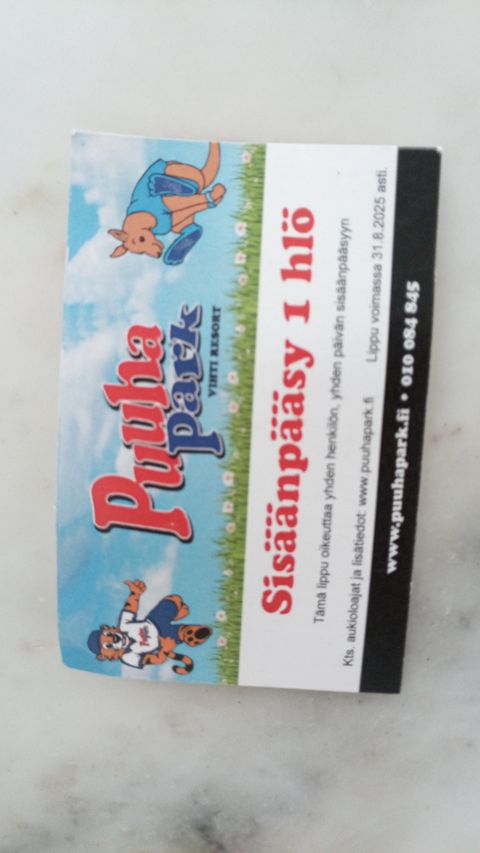 Puuha
park
VIHTI RESORT
Sisäänpääsy 1 hlö
Tämä lippu oikeuttaa yhden henkilön, yhden päivän sisäänpääsyyn
Kts. aukioloajat ja lisätiedot: www.puuhapark.fi Lippu voimassa 31.8.2025 asti.
www.puuhapark.fi • 010 084 845